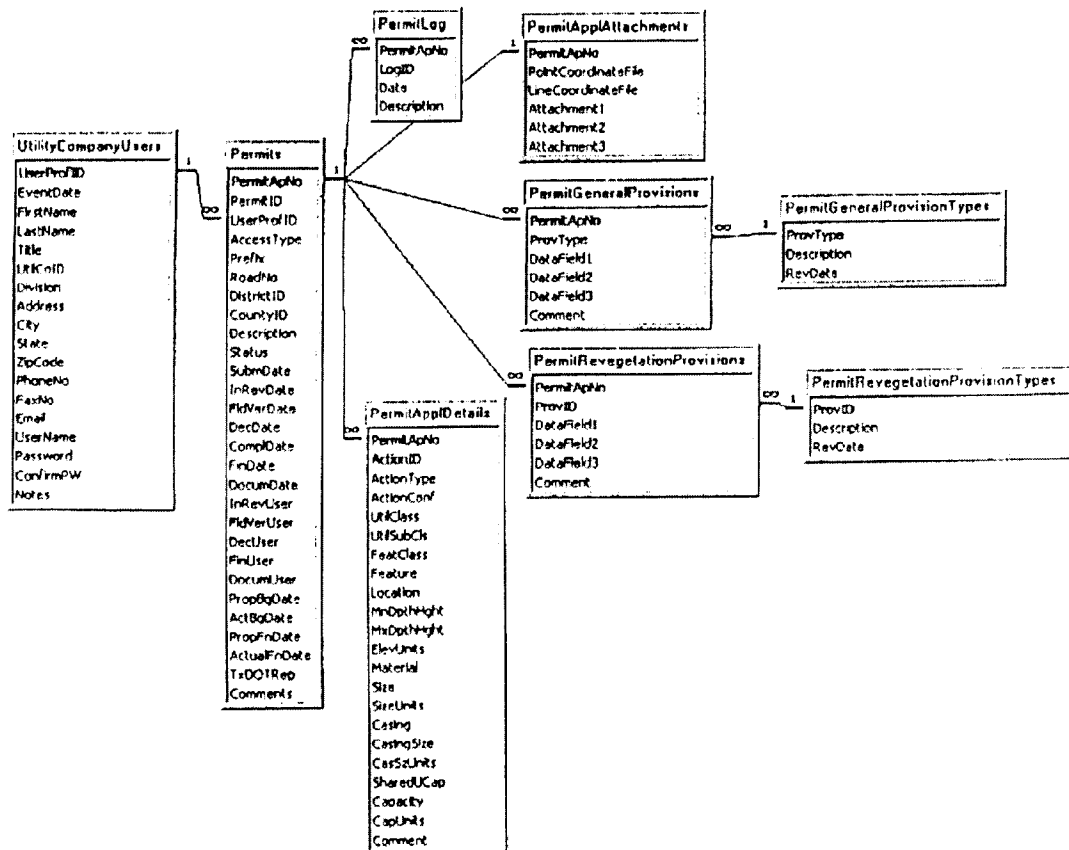 UtilityCompanyUsers
UserProfID
EventDate
FirstName
LastName
Title
UtilCoID
Division
Address
City
State
ZipCode
PhoneNo
FaxNo
Email
UserName
Password
ConfirmPW
Notes
1
∞
Permits
PermitApNo
PermitID
UserProfID
AccessType
Prefix
RoadNo
DistrictID
CountyID
Description
Status
SubmDate
InRevDate
FldVerDate
DecDate
ComplDate
FinDate
DocumDate
InRevUser
FldVerUser
DecUser
FinUser
DocumUser
PropBgDate
ActBgDate
PropFnDate
ActualFnDate
TxDOTRep
Comments
1
∞
PermitLog
PermitApNo
LogID
Date
Description
∞
PermitApplDetails
PermitApNo
ActionID
ActionType
ActionConf
UtilClass
UtilSubCls
FeatClass
Feature
Location
MnDpthHght
MxDpthHght
ElevUnits
Material
Size
SizeUnits
Casing
CasingSize
CasSzUnits
SharedUCap
Capacity
CapUnits
Comment
1
PermitApplAttachments
PermitApNo
PointCoordinateFile
LineCoordinateFile
Attachment1
Attachment2
Attachment3
∞
PermitGeneralProvisions
PermitApNo
ProvType
DataField1
DataField2
DataField3
Comment
∞
1
PermitGeneralProvisionTypes
ProvType
Description
RevDate
∞
PermitRevegetationProvisions
PermitApNo
ProvID
DataField1
DataField2
DataField3
Comment
∞
1
PermitRevegetationProvisionTypes
ProvID
Description
RevDate